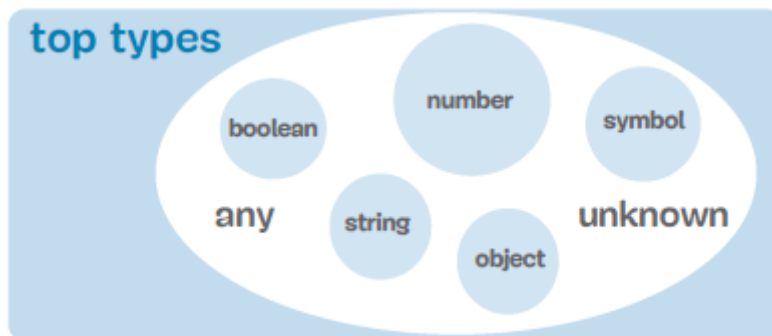 top types
number
boolean
symbol
any
string
unknown
object